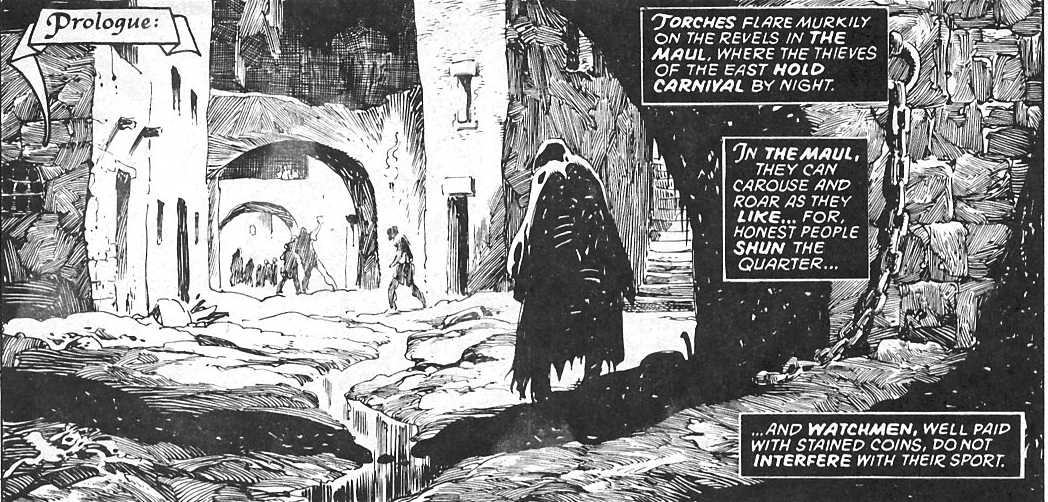 Prologue:
TORCHES FLARE MURKILY
ON THE REVELS IN THE
MAUL, WHERE THE THIEVES
OF THE EAST HOLD
CARNIVAL BY NIGHT.
IN THE MAUL,
THEY CAN
CAROUSE AND
ROAR AS THEY
LIKE... FOR,
HONEST PEOPLE
SHUN THE
QUARTER...
...AND WATCHMEN, WELL PAID
WITH STAINED COINS, DO NOT
INTERFERE WITH THEIR SPORT.